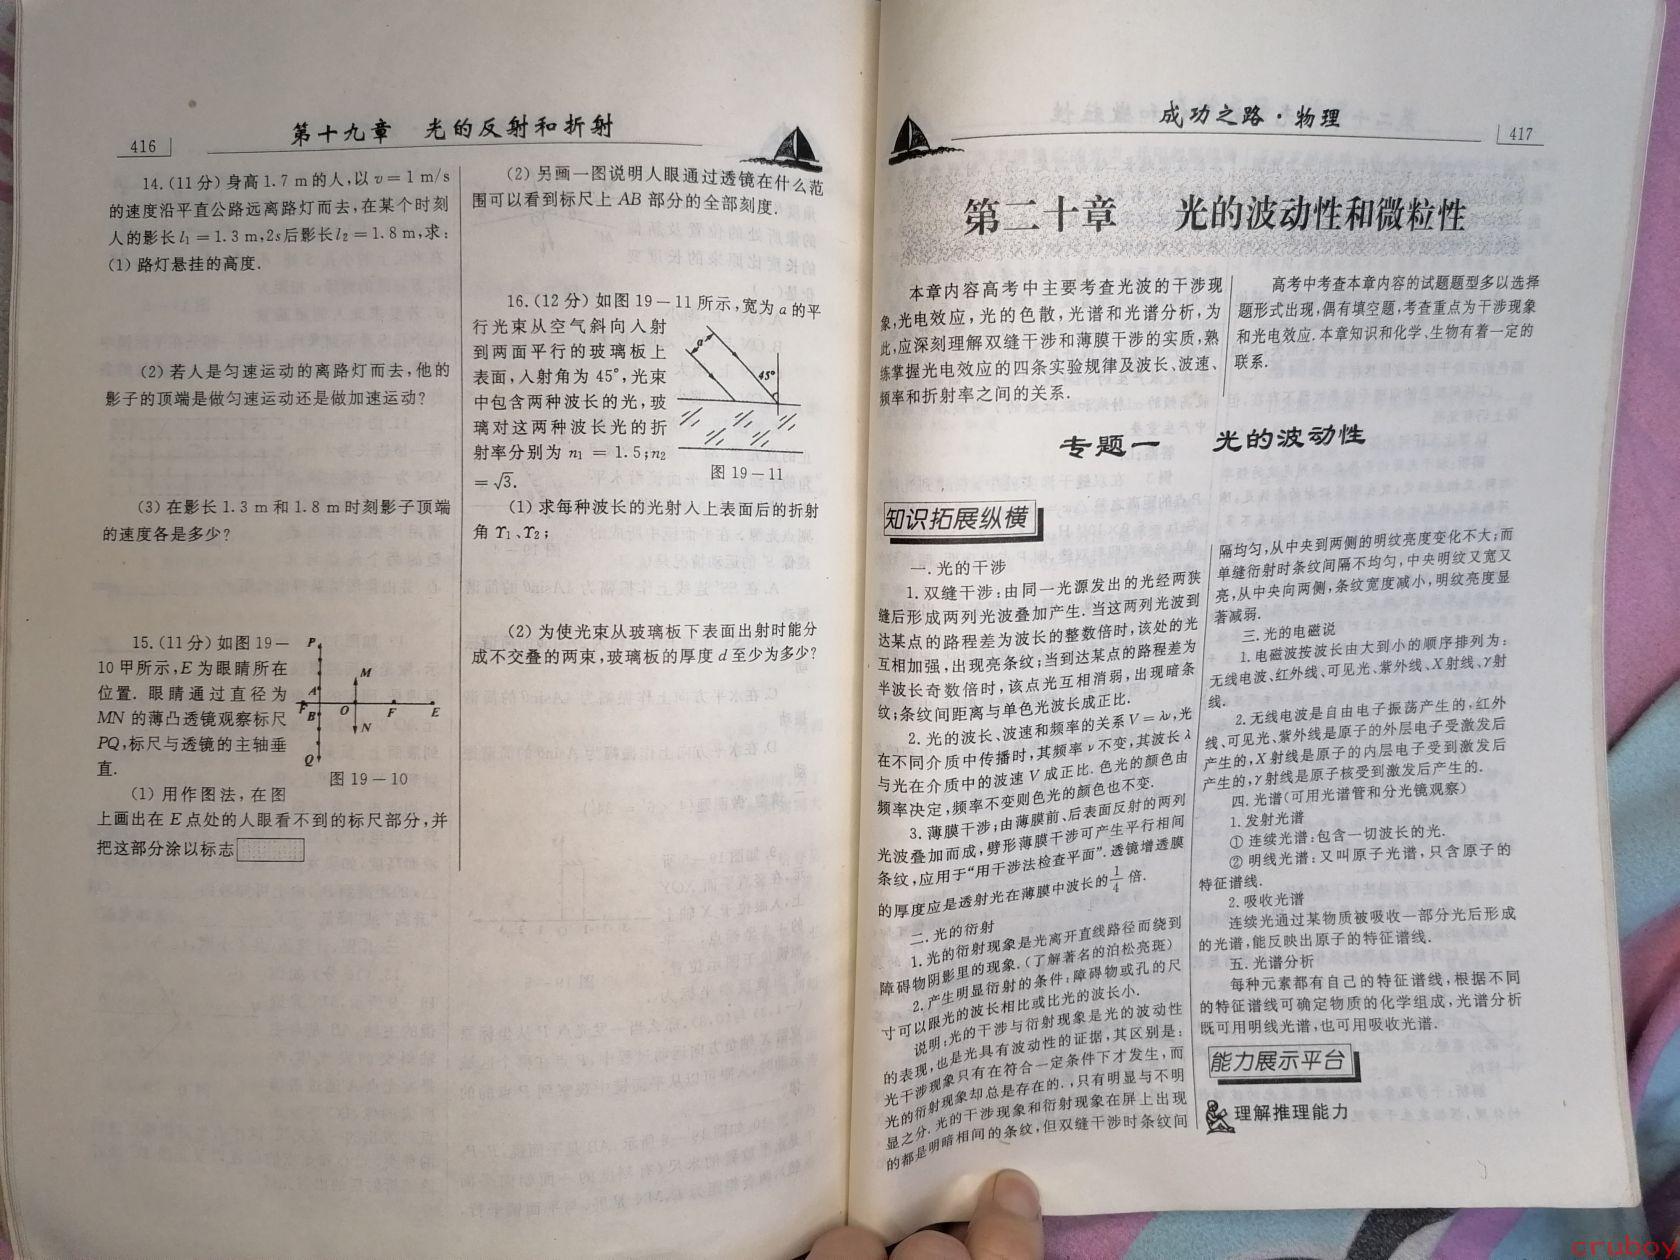 416
第十九章 光的反射和折射
14.(11分)身高1.7 m的人,以v=1 m/s
的速度沿平直公路远离路灯而去,在某个时刻
人的影长l₁=1.3 m,2s后影长l₂=1.8 m,求:
(1)路灯悬挂的高度.
(2)若人是匀速运动的离路灯而去,他的
影子的顶端是做匀速运动还是做加速运动?
(3)在影长1.3 m和1.8 m时刻影子顶端
的速度各是多少?
15.(11分)如图19-
10甲所示,E为眼睛所在
位置.眼睛通过直径为
MN的薄凸透镜观察标尺
PQ,标尺与透镜的主轴垂
直.
P
A
M
F
B
O
F
E
N
Q
图19-10
(1)用作图法,在图
上画出在E点处的人眼看不到的标尺部分,并
把这部分涂以标志
(2)另画一图说明人眼通过透镜在什么范
围可以看到标尺上AB部分的全部刻度.
16.(12分)如图19-11所示,宽为a的平
行光束从空气斜向入射
到两面平行的玻璃板上
表面,入射角为45°,光束
中包含两种波长的光,玻
璃对这两种波长光的折
射率分别为n₁=1.5;n₂
=√3.
a
45°
图19-11
(1)求每种波长的光射入上表面后的折射
角r₁、r₂;
(2)为使光束从玻璃板下表面出射时能分
成不交叠的两束,玻璃板的厚度d至少为多少?
成功之路·物理
417
第二十章 光的波动性和微粒性
本章内容高考中主要考查光波的干涉现
象,光电效应,光的色散,光谱和光谱分析,为
此,应深刻理解双缝干涉和薄膜干涉的实质,熟
练掌握光电效应的四条实验规律及波长、波速、
频率和折射率之间的关系.
高考中考查本章内容的试题题型多以选择
题形式出现,偶有填空题,考查重点为干涉现象
和光电效应.本章知识和化学、生物有着一定的
联系.
专题一 光的波动性
知识拓展纵横
一.光的干涉
1.双缝干涉:由同一光源发出的光经两狭
缝后形成两列光波叠加产生.当这两列光波到
达某点的路程差为波长的整数倍时,该处的光
互相加强,出现亮条纹;当到达某点的路程差为
半波长奇数倍时,该点光互相消弱,出现暗条
纹;条纹间距离与单色光波长成正比.
2.光的波长、波速和频率的关系V=λν,光
在不同介质中传播时,其频率ν不变,其波长λ
与光在介质中的波速V成正比.色光的颜色由
频率决定,频率不变则色光的颜色也不变.
3.薄膜干涉;由薄膜前、后表面反射的两列
光波叠加而成,劈形薄膜干涉可产生平行相间
条纹,应用于“用干涉法检查平面”.透镜增透膜
的厚度应是透射光在薄膜中波长的1/4倍.
二.光的衍射
1.光的衍射现象是光离开直线路径而绕到
障碍物阴影里的现象.(了解著名的泊松亮斑)
2.产生明显衍射的条件:障碍物或孔的尺
寸可以跟光的波长相比或比光的波长小.
说明:光的干涉与衍射现象是光的波动性
的表现,也是光具有波动性的证据,其区别是:
光干涉现象只有在符合一定条件下才发生,而
光的衍射现象却总是存在的.,只有明显与不明
显之分.光的干涉现象和衍射现象在屏上出现
的都是明暗相间的条纹,但双缝干涉时条纹间
隔均匀,从中央到两侧的明纹亮度变化不大;而
单缝衍射时条纹间隔不均匀,中央明纹又宽又
亮,从中央向两侧,条纹宽度减小,明纹亮度显
著减弱.
三.光的电磁说
1.电磁波按波长由大到小的顺序排列为:
无线电波、红外线、可见光、紫外线、X射线、γ射
线.
2.无线电波是自由电子振荡产生的,红外
线、可见光、紫外线是原子的外层电子受激发后
产生的,X射线是原子的内层电子受到激发后
产生的,γ射线是原子核受到激发后产生的.
四.光谱(可用光谱管和分光镜观察)
1.发射光谱
①连续光谱:包含一切波长的光.
②明线光谱:又叫原子光谱,只含原子的
特征谱线.
2.吸收光谱
连续光通过某物质被吸收一部分光后形成
的光谱,能反映出原子的特征谱线.
五.光谱分析
每种元素都有自己的特征谱线,根据不同
的特征谱线可确定物质的化学组成,光谱分析
既可用明线光谱,也可用吸收光谱.
能力展示平台
理解推理能力
cruboy